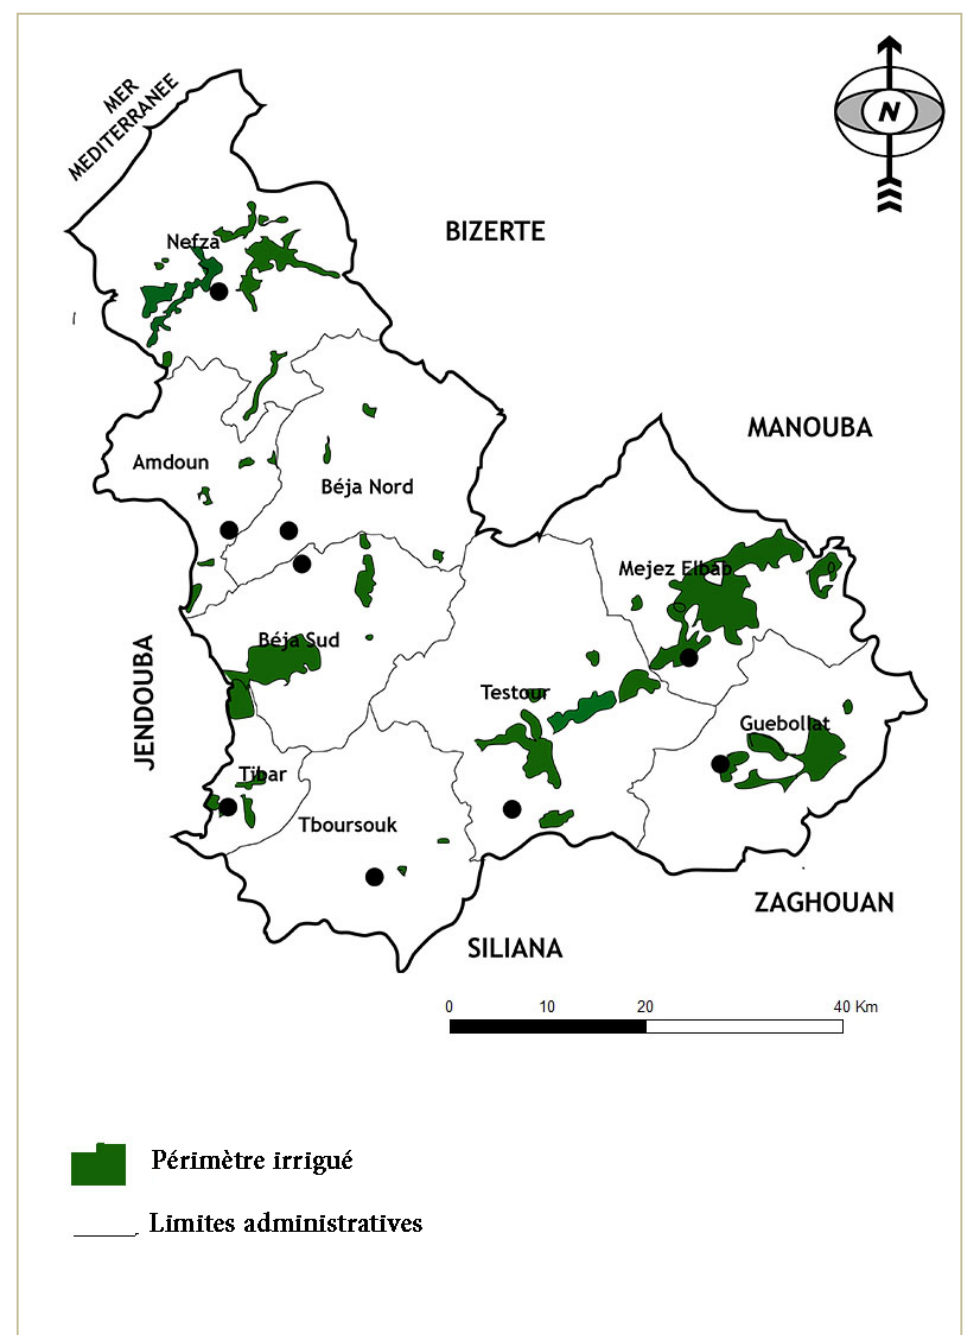 MER
MEDITERRANEE
N
BIZERTE
Nefza
MANOUBA
Amdoun
Béja Nord
Mejez Elbab
Béja Sud
JENDOUBA
Testour
Guebollat
Tibar
Tboursouk
ZAGHOUAN
SILIANA
0 10 20 40 Km
Périmètre irrigué
Limites administratives